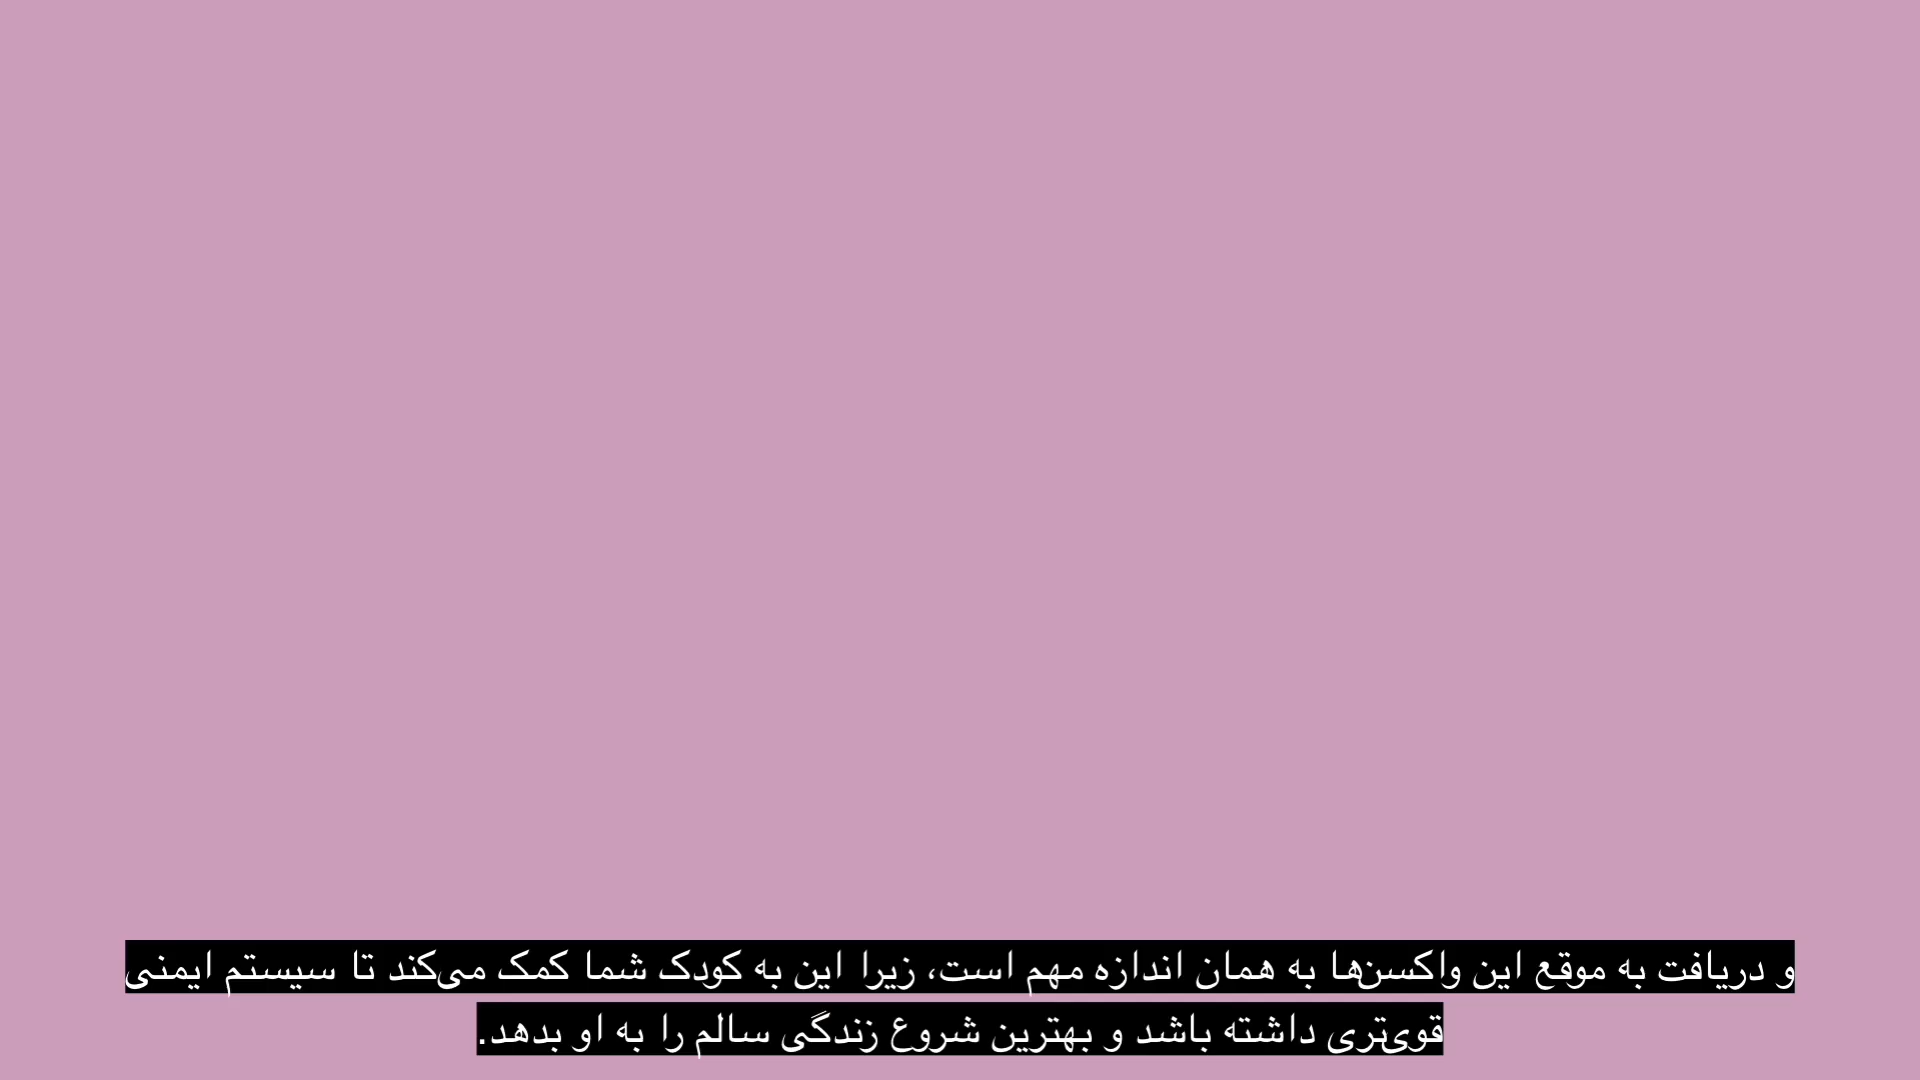 و دریافت به موقع این واکسن‌ها به همان اندازه مهم است، زیرا این به کودک شما کمک می‌کند تا سیستم ایمنی
قوی‌تری داشته باشد و بهترین شروع زندگی سالم را به او بدهد.